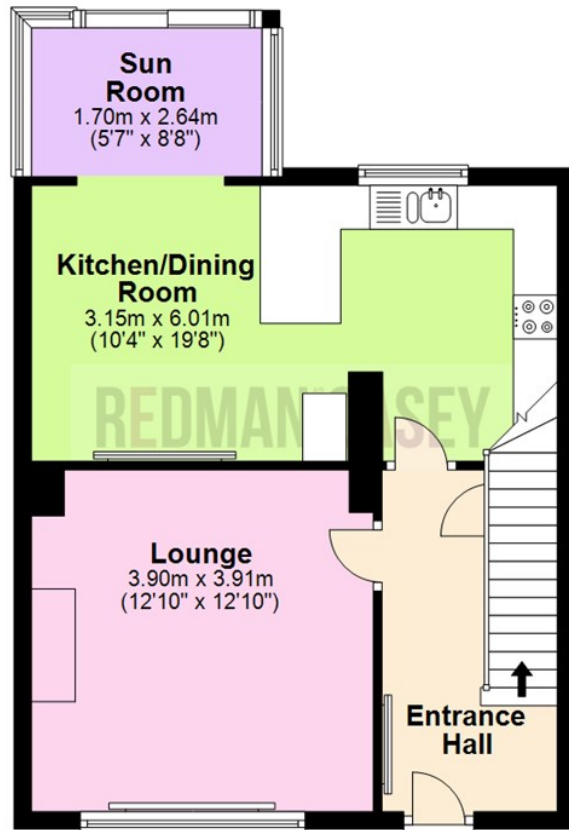 Sun
Room
1.70m x 2.64m
(5'7" x 8'8")
Kitchen/Dining
Room
3.15m x 6.01m
(10'4" x 19'8")
REDMAN CASEY
Lounge
3.90m x 3.91m
(12'10" x 12'10")
Entrance
Hall